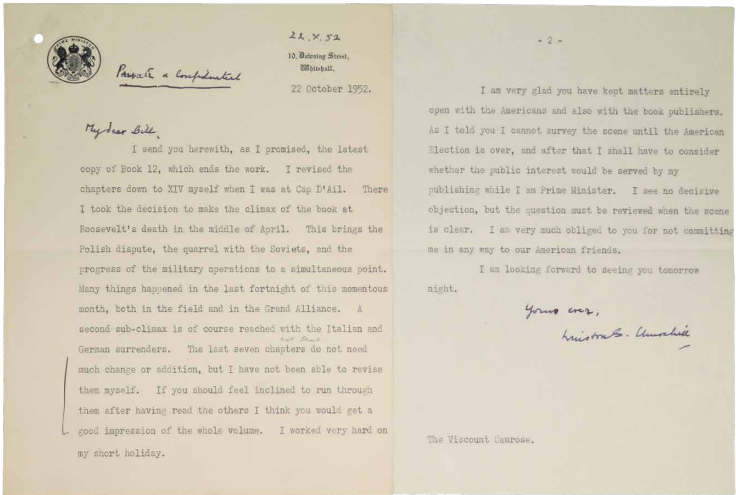 PRIME MINISTER
22.X.52
Private & Confidential
10, Downing Street,
Whitehall.
22 October 1952.
My dear Bill,
I send you herewith, as I promised, the latest
copy of Book 12, which ends the work. I revised the
chapters down to XIV myself when I was at Cap D'Ail. There
I took the decision to make the climax of the book at
Roosevelt's death in the middle of April. This brings the
Polish dispute, the quarrel with the Soviets, and the
progress of the military operations to a simultaneous point.
Many things happened in the last fortnight of this momentous
month, both in the field and in the Grand Alliance. A
second sub-climax is of course reached with the Italian and
German surrenders. The last seven chapters do not need
much change or addition, but I have not been able to revise
them myself. If you should feel inclined to run through
them after having read the others I think you would get a
good impression of the whole volume. I worked very hard on
my short holiday.
- 2 -
I am very glad you have kept matters entirely
open with the Americans and also with the book publishers.
As I told you I cannot survey the scene until the American
Election is over, and after that I shall have to consider
whether the public interest would be served by my
publishing while I am Prime Minister. I see no decisive
objection, but the question must be reviewed when the scene
is clear. I am very much obliged to you for not committing
me in any way to our American friends.
I am looking forward to seeing you tomorrow
night.
Yours ever,
Winston S. Churchill
The Viscount Camrose.